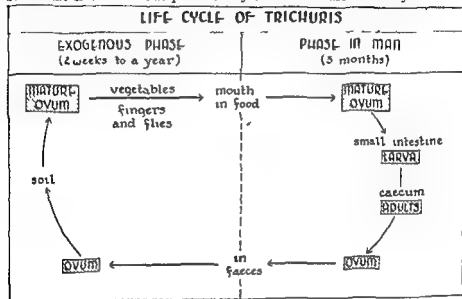 LIFE CYCLE OF TRICHURIS
EXOGENOUS PHASE
(2 weeks to a year)
PHASE IN MAN
(3 months)
MATURE
OVUM
vegetables
fingers
and flies
mouth
in food
MATURE
OVUM
small intestine
LARVA
caecum
ADULTS
OVUM
in
faeces
OVUM
soil